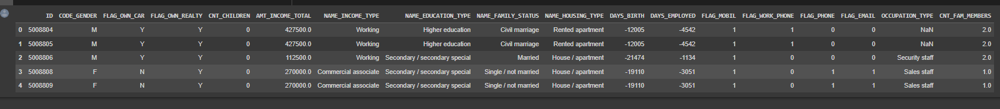 ID CODE_GENDER FLAG_OWN_CAR FLAG_OWN_REALTY CNT_CHILDREN AMT_INCOME_TOTAL NAME_INCOME_TYPE NAME_EDUCATION_TYPE NAME_FAMILY_STATUS NAME_HOUSING_TYPE DAYS_BIRTH DAYS_EMPLOYED FLAG_MOBIL FLAG_WORK_PHONE FLAG_PHONE FLAG_EMAIL OCCUPATION_TYPE CNT_FAM_MEMBERS
0 5008804 M Y Y 0 427500.0 Working Higher education Civil marriage Rented apartment -12005 -4542 1 1 0 0 NaN 2.0
1 5008805 M Y Y 0 427500.0 Working Higher education Civil marriage Rented apartment -12005 -4542 1 1 0 0 NaN 2.0
2 5008806 M Y Y 0 112500.0 Working Secondary / secondary special Married House / apartment -21474 -1134 1 0 0 0 Security staff 2.0
3 5008808 F N Y 0 270000.0 Commercial associate Secondary / secondary special Single / not married House / apartment -19110 -3051 1 0 1 1 Sales staff 1.0
4 5008809 F N Y 0 270000.0 Commercial associate Secondary / secondary special Single / not married House / apartment -19110 -3051 1 0 1 1 Sales staff 1.0